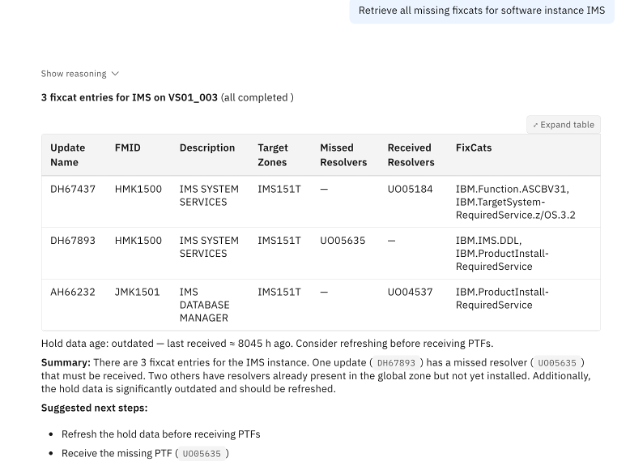 Retrieve all missing fixcats for software instance IMS
Show reasoning
3 fixcat entries for IMS on VS01_003 (all completed )
Expand table
Update Name FMID Description Target Zones Missed Resolvers Received Resolvers FixCats
DH67437 HMK1500 IMS SYSTEM SERVICES IMS151T — UO05184 IBM.Function.ASCBV31, IBM.TargetSystem-RequiredService.z/OS.3.2
DH67893 HMK1500 IMS SYSTEM SERVICES IMS151T UO05635 — IBM.IMS.DDL, IBM.ProductInstall-RequiredService
AH66232 JMK1501 IMS DATABASE MANAGER IMS151T — UO04537 IBM.ProductInstall-RequiredService
Hold data age: outdated — last received ≈ 8045 h ago. Consider refreshing before receiving PTFs.
Summary: There are 3 fixcat entries for the IMS instance. One update ( DH67893 ) has a missed resolver ( UO05635 )
that must be received. Two others have resolvers already present in the global zone but not yet installed. Additionally,
the hold data is significantly outdated and should be refreshed.
Suggested next steps:
• Refresh the hold data before receiving PTFs
• Receive the missing PTF ( UO05635 )